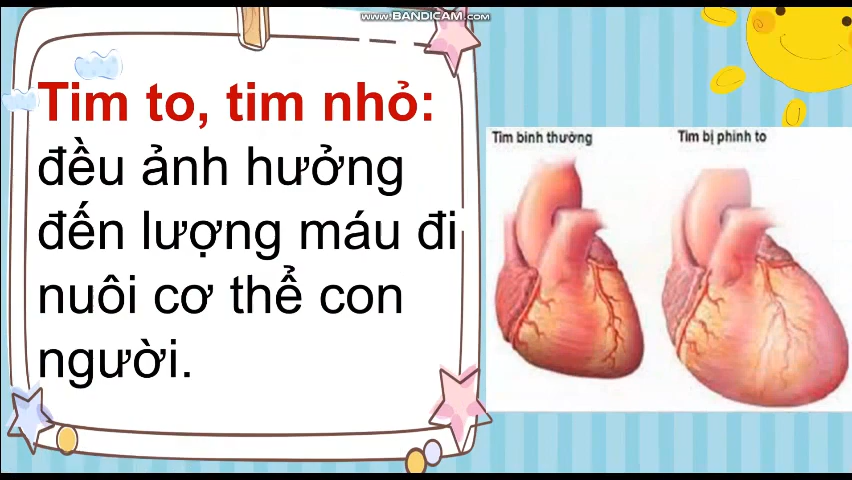 www.BANDICAM.com
Tim to, tim nhỏ:
đều ảnh hưởng
đến lượng máu đi
nuôi cơ thể con
người.
Tim bình thường
Tim bị phình to